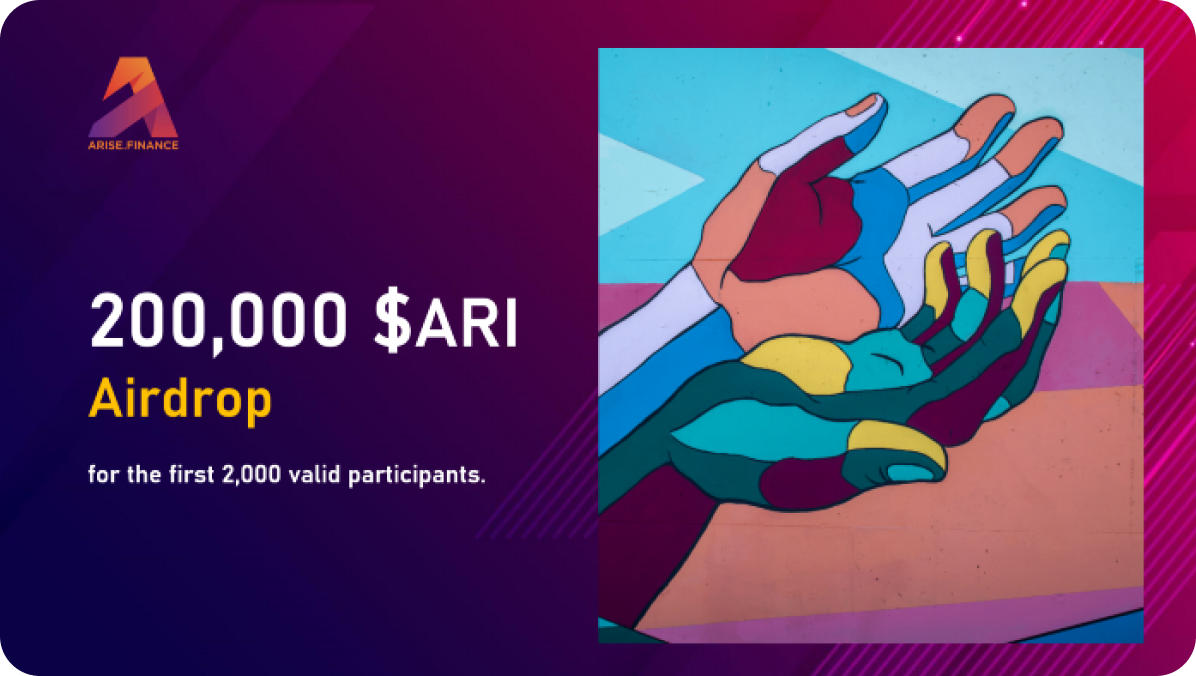 ARISE.FINANCE
200,000 $ARI
Airdrop
for the first 2,000 valid participants.